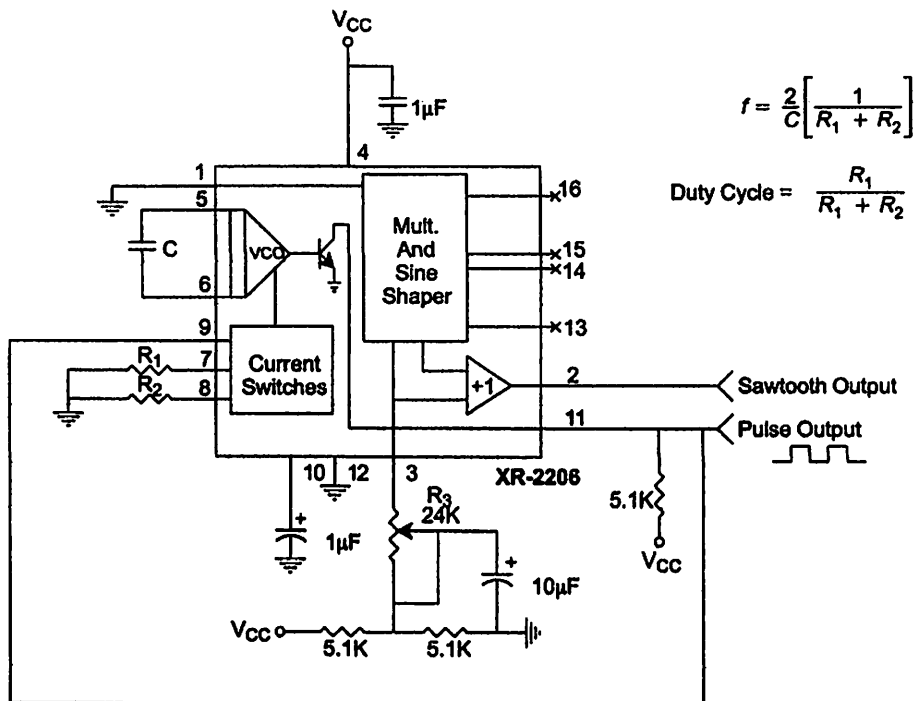 VCC
1µF
f = 2/C [1 / R1 + R2]
4
1
16
Duty Cycle = R1 / R1 + R2
5
Mult.
And
Sine
Shaper
C
VCO
15
14
6
9
13
R1
7
Current
Switches
R2
8
+1
2
Sawtooth Output
11
Pulse Output
10
12
3
XR-2206
R3
24K
5.1K
1µF
+
+
10µF
VCC
VCC
5.1K
5.1K